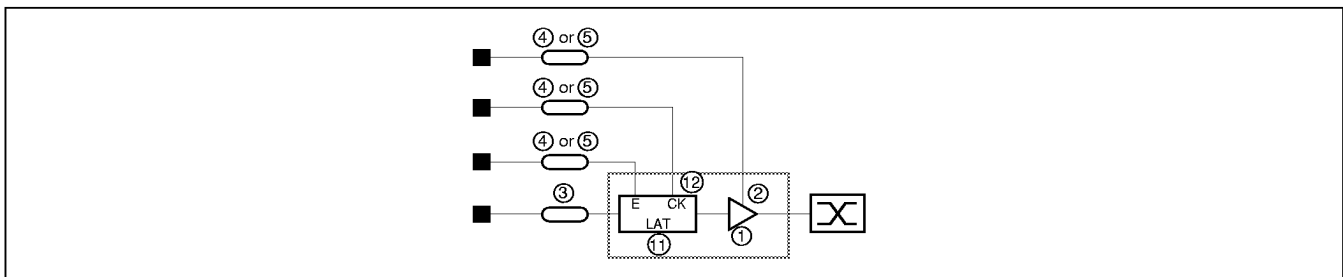 ④ or ⑤
④ or ⑤
④ or ⑤
③
⑫
②
E CK
LAT
①
⑪